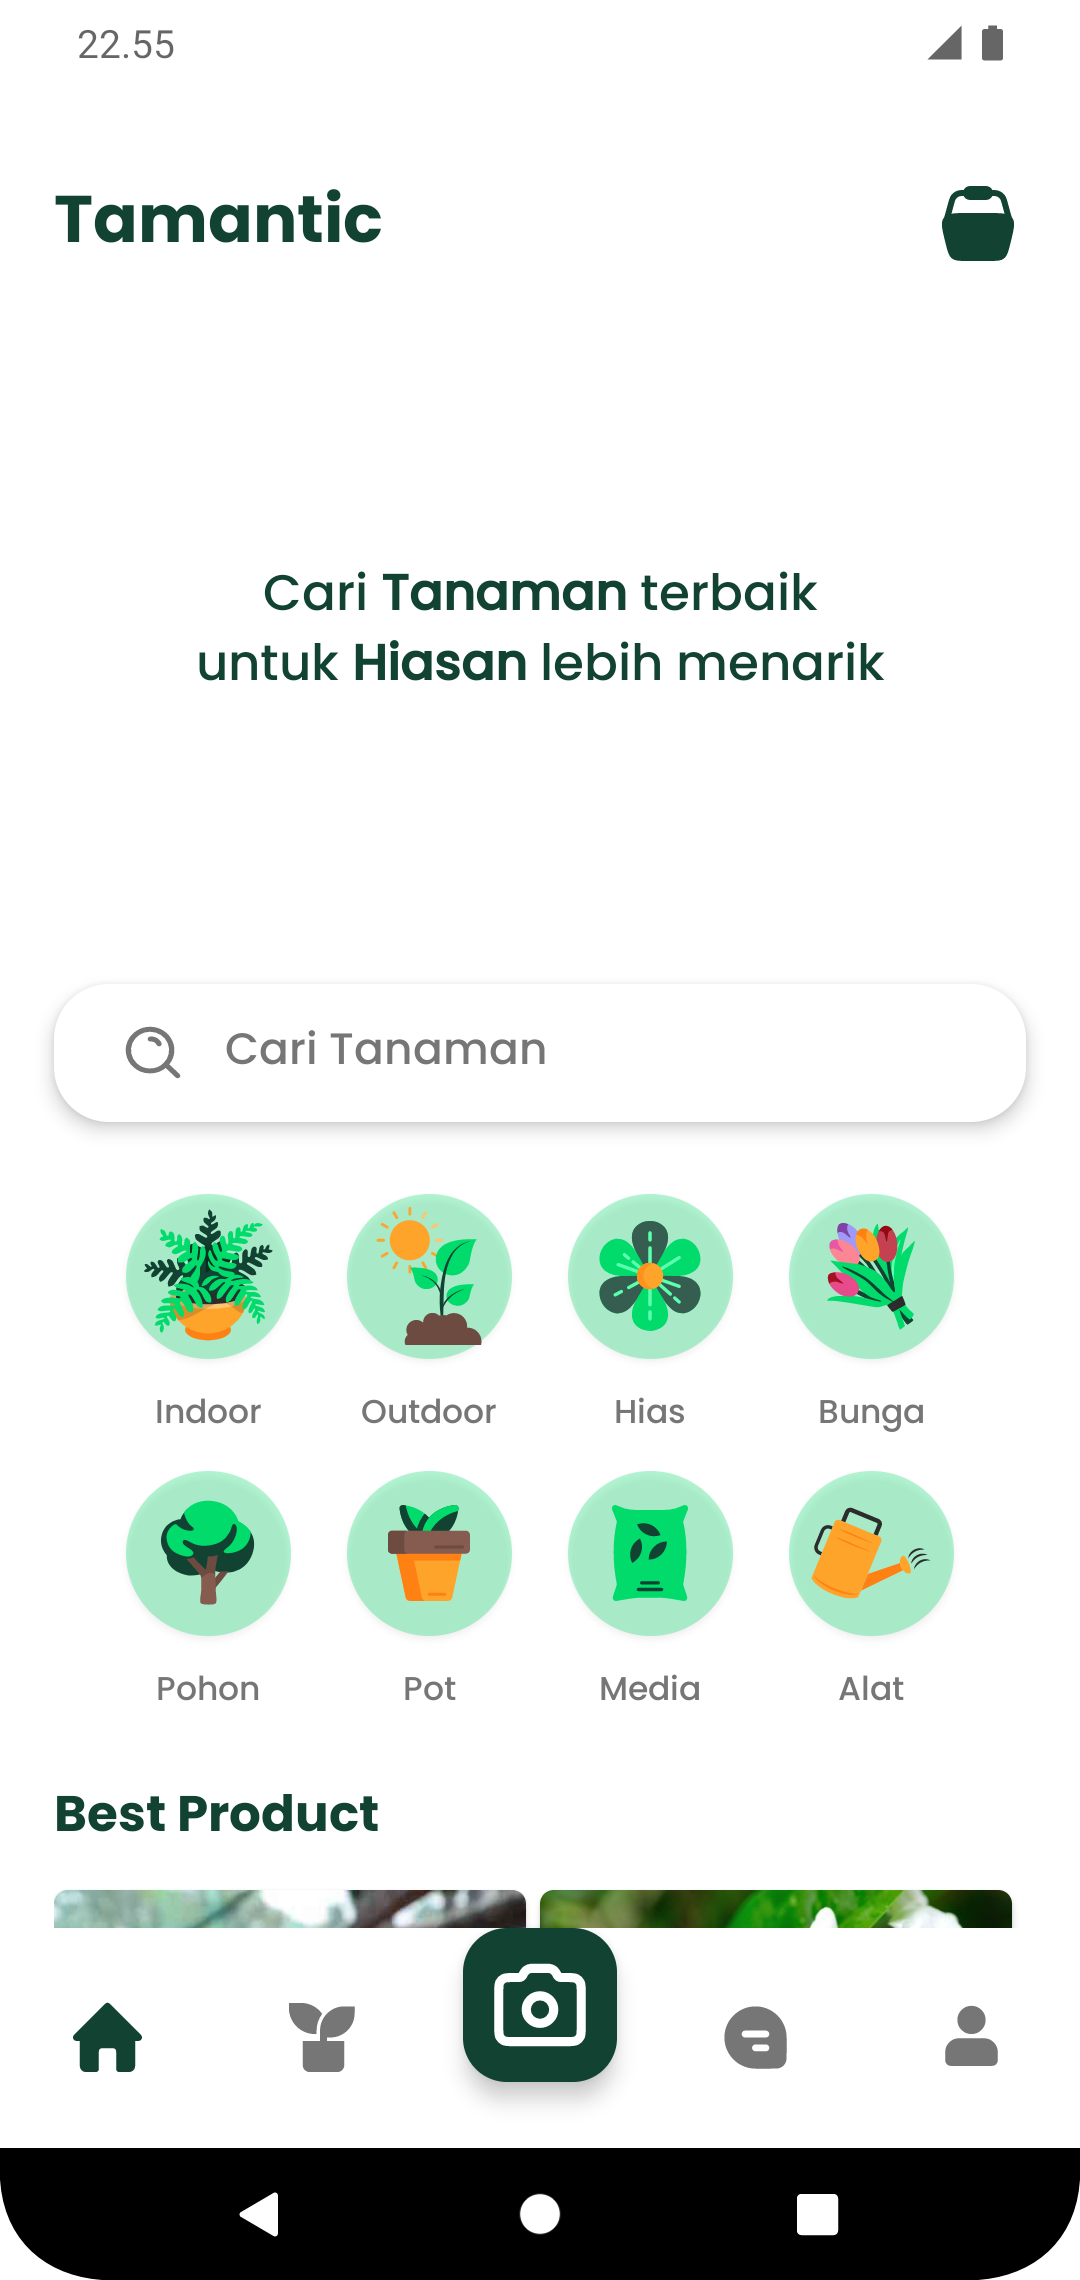 22.55
Tamantic
Cari Tanaman terbaik
untuk Hiasan lebih menarik
Cari Tanaman
Indoor
Outdoor
Hias
Bunga
Pohon
Pot
Media
Alat
Best Product